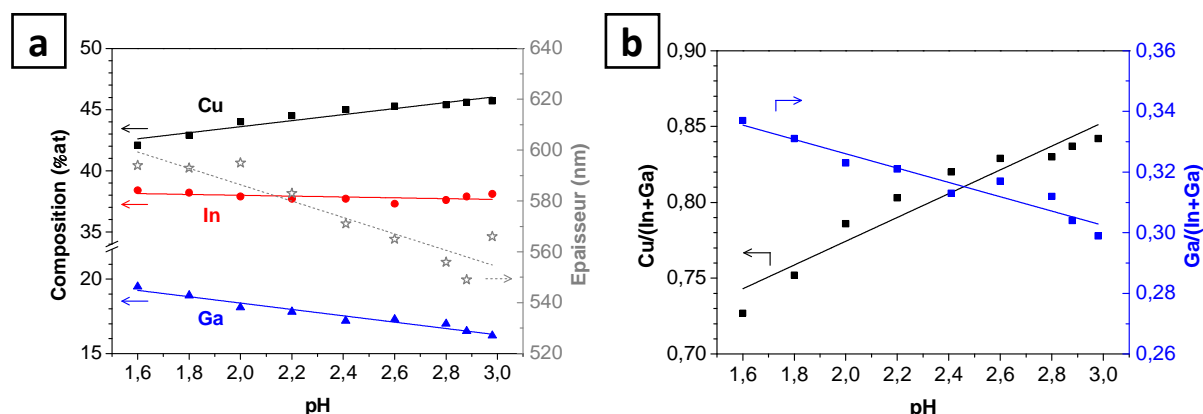 a
50
45
40
35
20
15
Composition (%at)
Cu
In
Ga
640
620
600
580
560
540
520
Epaisseur (nm)
1,6 1,8 2,0 2,2 2,4 2,6 2,8 3,0
pH
b
0,90
0,85
0,80
0,75
0,70
Cu/(In+Ga)
0,36
0,34
0,32
0,30
0,28
0,26
Ga/(In+Ga)
1,6 1,8 2,0 2,2 2,4 2,6 2,8 3,0
pH